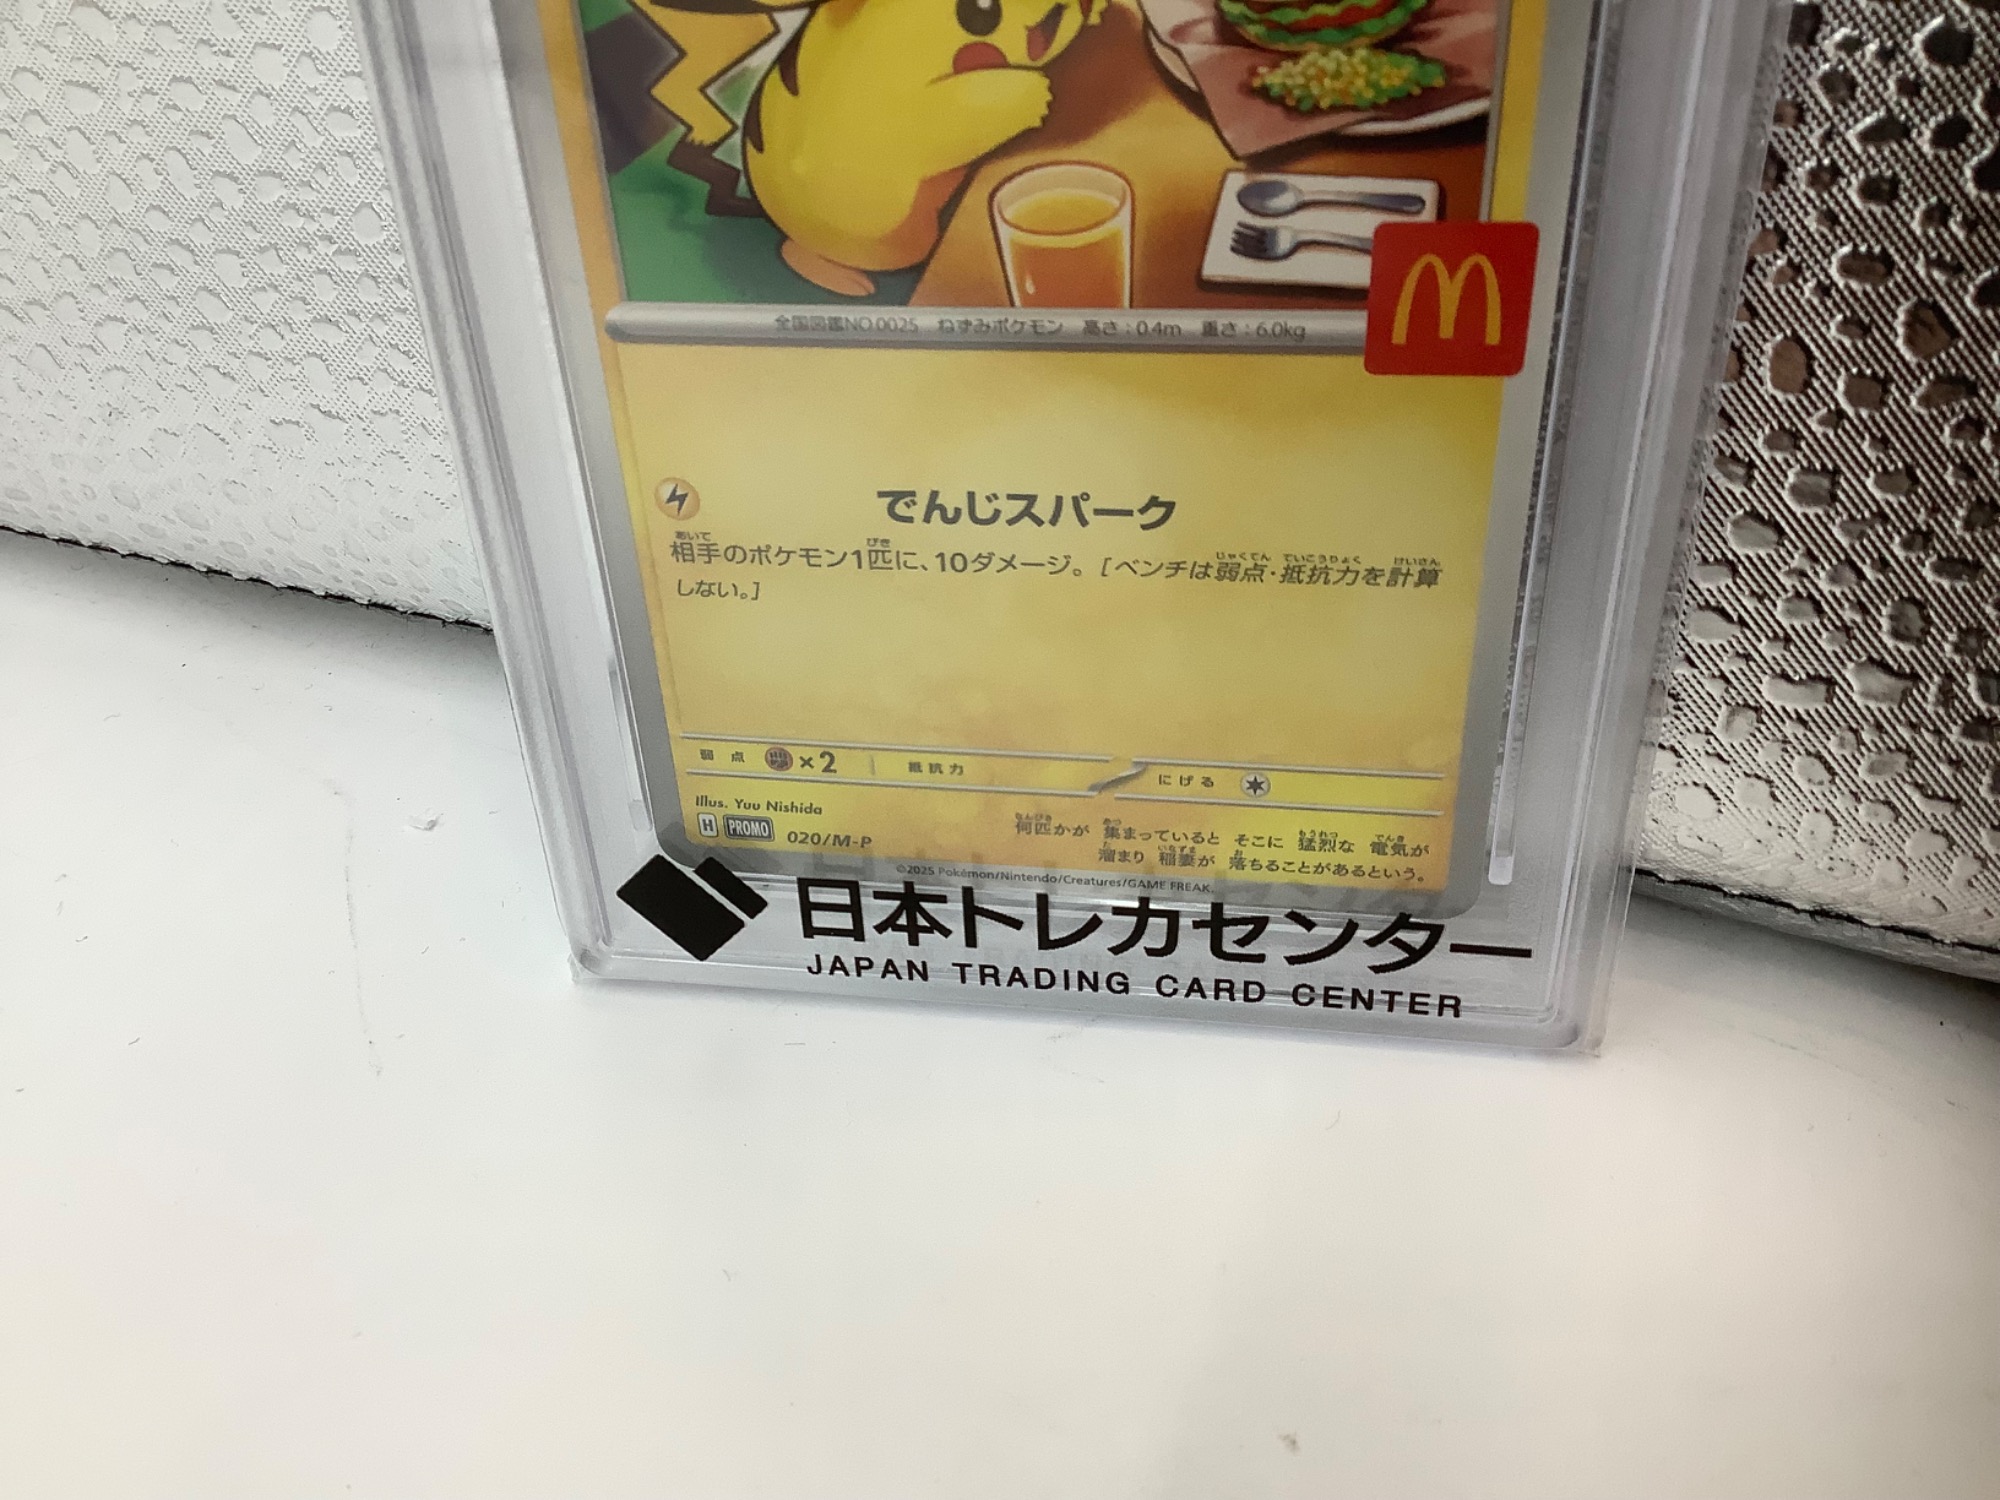 全国図鑑NO.0025 ねずみポケモン 高さ:0.4m 重さ:6.0kg
でんじスパーク
相手のポケモン1匹に、10ダメージ。[ベンチは弱点・抵抗力を計算
しない。]
弱点 ×2 抵抗力 にげる
Illus. Yuu Nishida
H PROMO 020/M-P
何匹かが 集まっていると そこに 猛烈な 電気が
溜まり 稲妻が 落ちることがあるという。
©2025 Pokémon/Nintendo/Creatures/GAME FREAK.
日本トレカセンター
JAPAN TRADING CARD CENTER